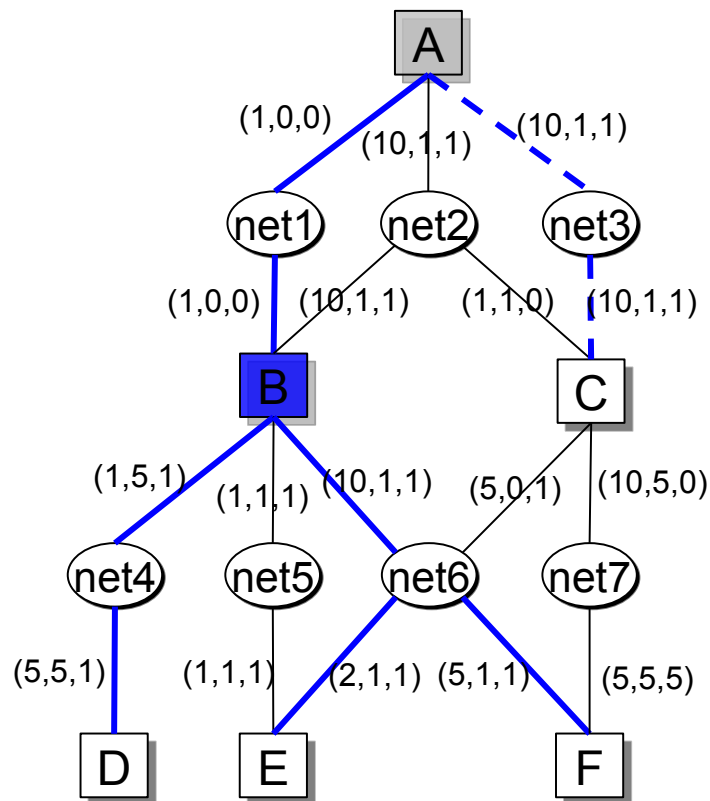 A
(1,0,0)
(10,1,1)
(10,1,1)
net1
net2
net3
(1,0,0)
(10,1,1)
(1,1,0)
(10,1,1)
B
C
(1,5,1)
(1,1,1)
(10,1,1)
(5,0,1)
(10,5,0)
net4
net5
net6
net7
(5,5,1)
(1,1,1)
(2,1,1)
(5,1,1)
(5,5,5)
D
E
F